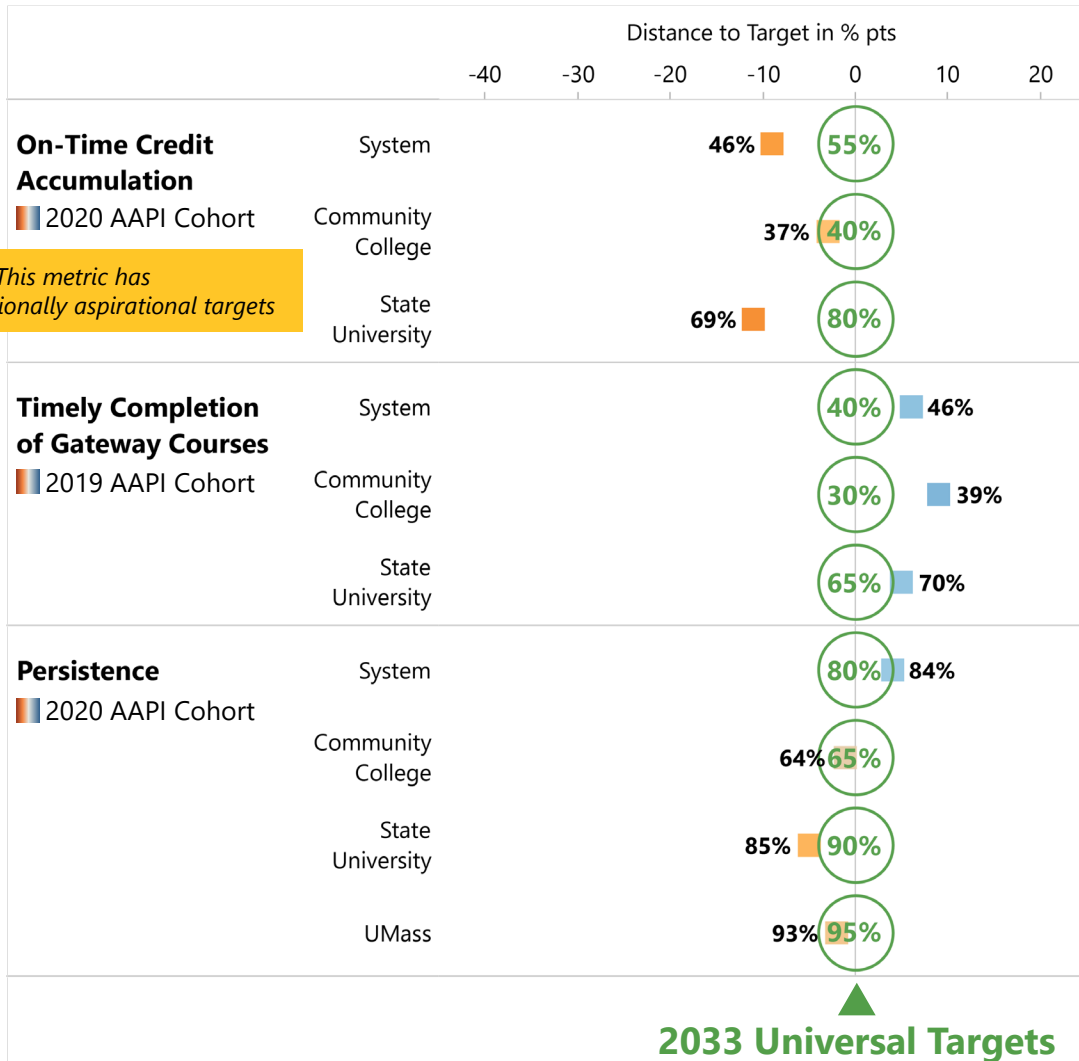 Distance to Target in % pts
-40 -30 -20 -10 0 10 20
On-Time Credit
Accumulation
2020 AAPI Cohort
This metric has
ionally aspirational targets
System 46% 55%
Community
College
37% 40%
State
University
69% 80%
Timely Completion
of Gateway Courses
2019 AAPI Cohort
System 40% 46%
Community
College
30% 39%
State
University
65% 70%
Persistence
2020 AAPI Cohort
System 80% 84%
Community
College
64% 65%
State
University
85% 90%
UMass 93% 95%
2033 Universal Targets